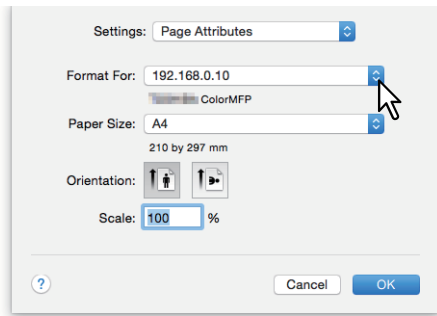 Settings: Page Attributes
Format For: 192.168.0.10
ColorMFP
Paper Size: A4
210 by 297 mm
Orientation:
Scale: 100 %
? Cancel OK